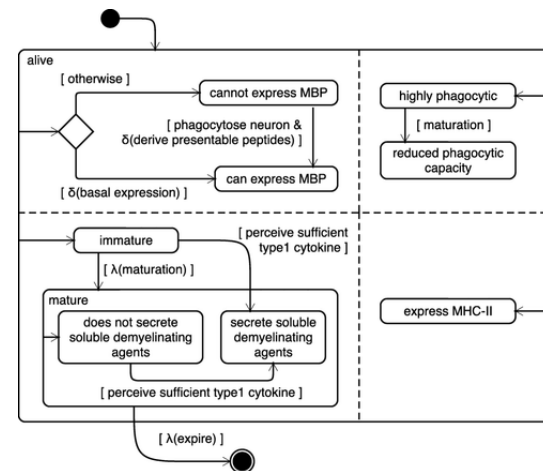 alive
[ otherwise ]
cannot express MBP
[ phagocytose neuron &
δ(derive presentable peptides) ]
can express MBP
[ δ(basal expression) ]
highly phagocytic
[ maturation ]
reduced phagocytic
capacity
immature
[ perceive sufficient
type1 cytokine ]
[ λ(maturation) ]
mature
does not secrete
soluble demyelinating
agents
secrete soluble
demyelinating
agents
[ perceive sufficient type1 cytokine ]
express MHC-II
[ λ(expire) ]